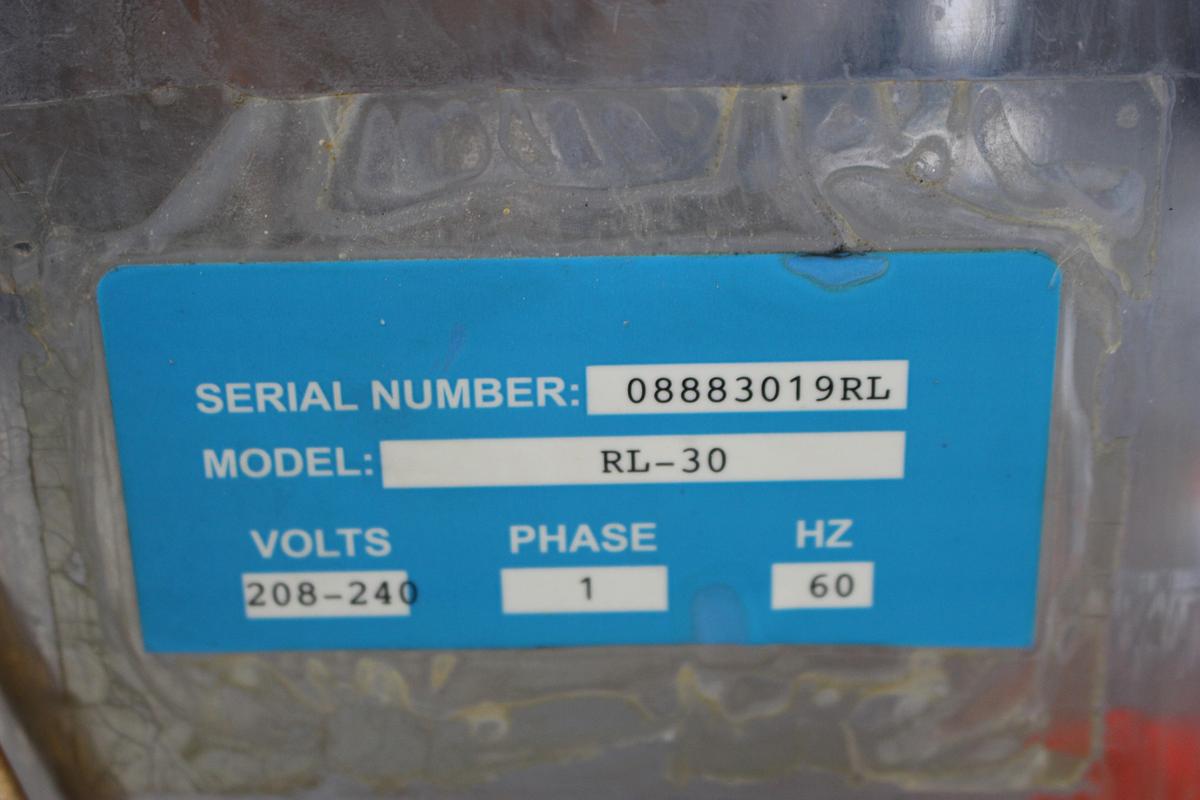 SERIAL NUMBER: 08883019RL
MODEL: RL-30
VOLTS PHASE HZ
208-240 1 60